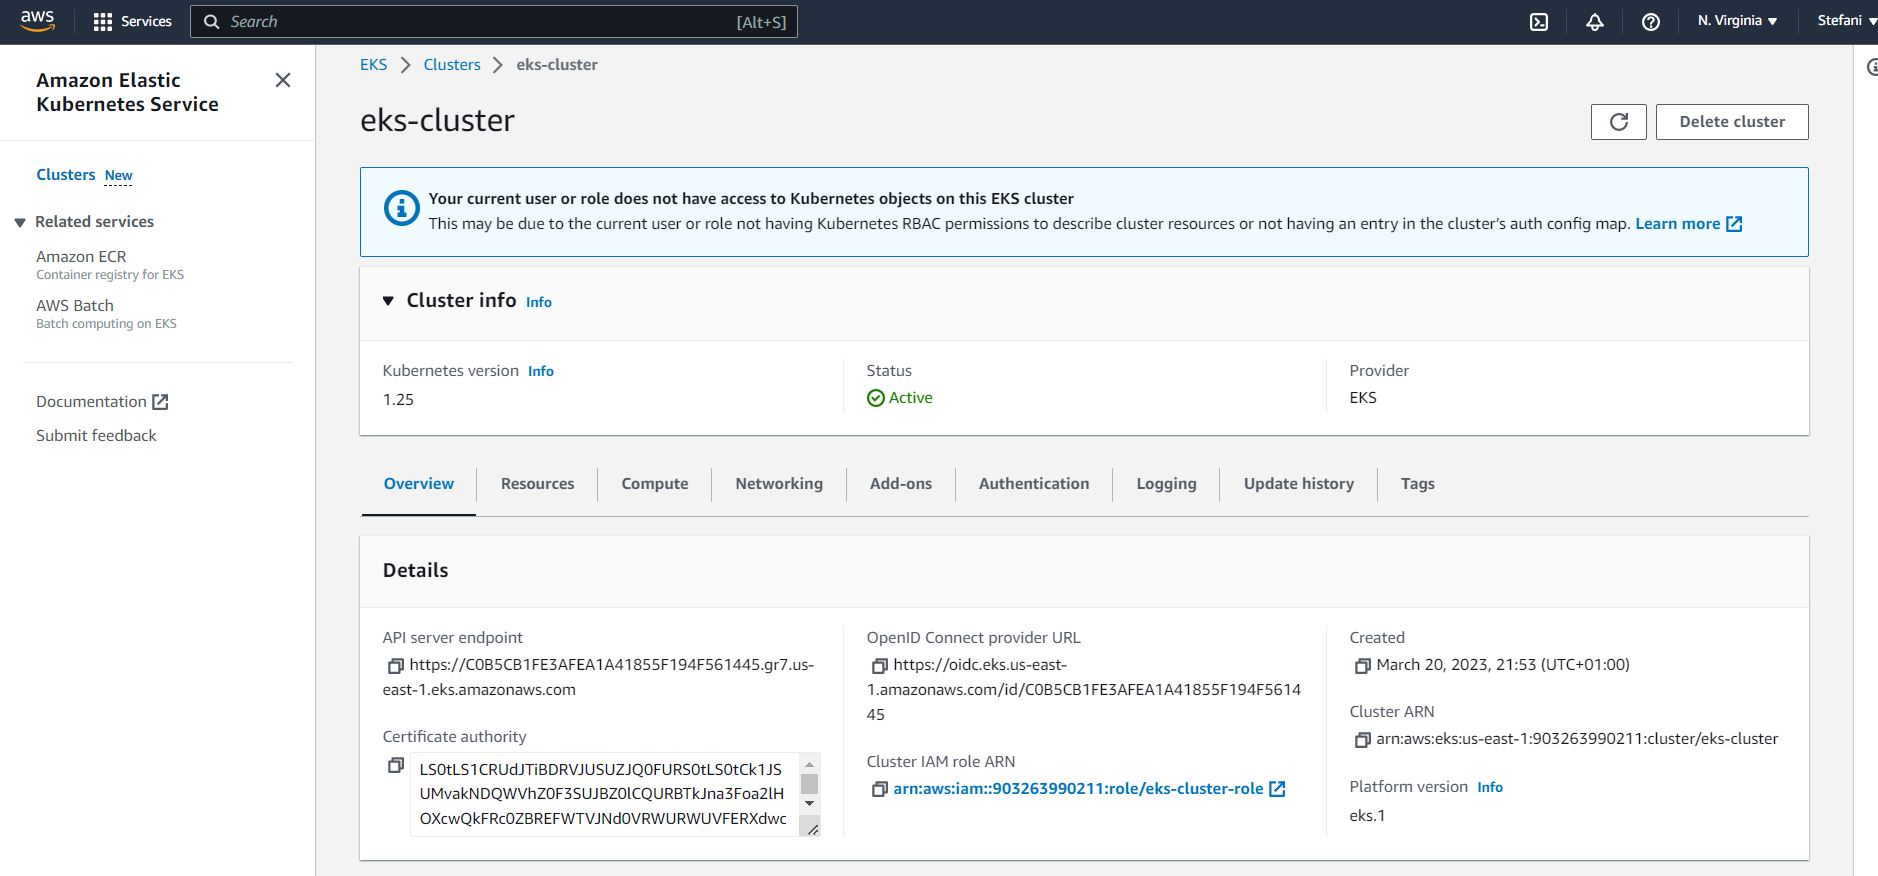 aws
Services
Search
[Alt+S]
N. Virginia
Stefani
Amazon Elastic
Kubernetes Service
Clusters New
Related services
Amazon ECR
Container registry for EKS
AWS Batch
Batch computing on EKS
Documentation
Submit feedback
EKS
Clusters
eks-cluster
eks-cluster
Delete cluster
Your current user or role does not have access to Kubernetes objects on this EKS cluster
This may be due to the current user or role not having Kubernetes RBAC permissions to describe cluster resources or not having an entry in the cluster's auth config map. Learn more
Cluster info Info
Kubernetes version Info
1.25
Status
Active
Provider
EKS
Overview
Resources
Compute
Networking
Add-ons
Authentication
Logging
Update history
Tags
Details
API server endpoint
https://C0B5CB1FE3AFEA1A41855F194F561445.gr7.us-
east-1.eks.amazonaws.com
Certificate authority
LS0tLS1CRUdJTiBDRVJUSUZJQ0FURS0tLS0tCk1JS
UMvakNDQWVhZ0F3SUJBZ0lCQURBTkJna3Foa2lH
OXcwQkFRc0ZBREFWTVJNd0VRWURWUVFERXdwc
OpenID Connect provider URL
https://oidc.eks.us-east-
1.amazonaws.com/id/C0B5CB1FE3AFEA1A41855F194F5614
45
Cluster IAM role ARN
arn:aws:iam::903263990211:role/eks-cluster-role
Created
March 20, 2023, 21:53 (UTC+01:00)
Cluster ARN
arn:aws:eks:us-east-1:903263990211:cluster/eks-cluster
Platform version Info
eks.1